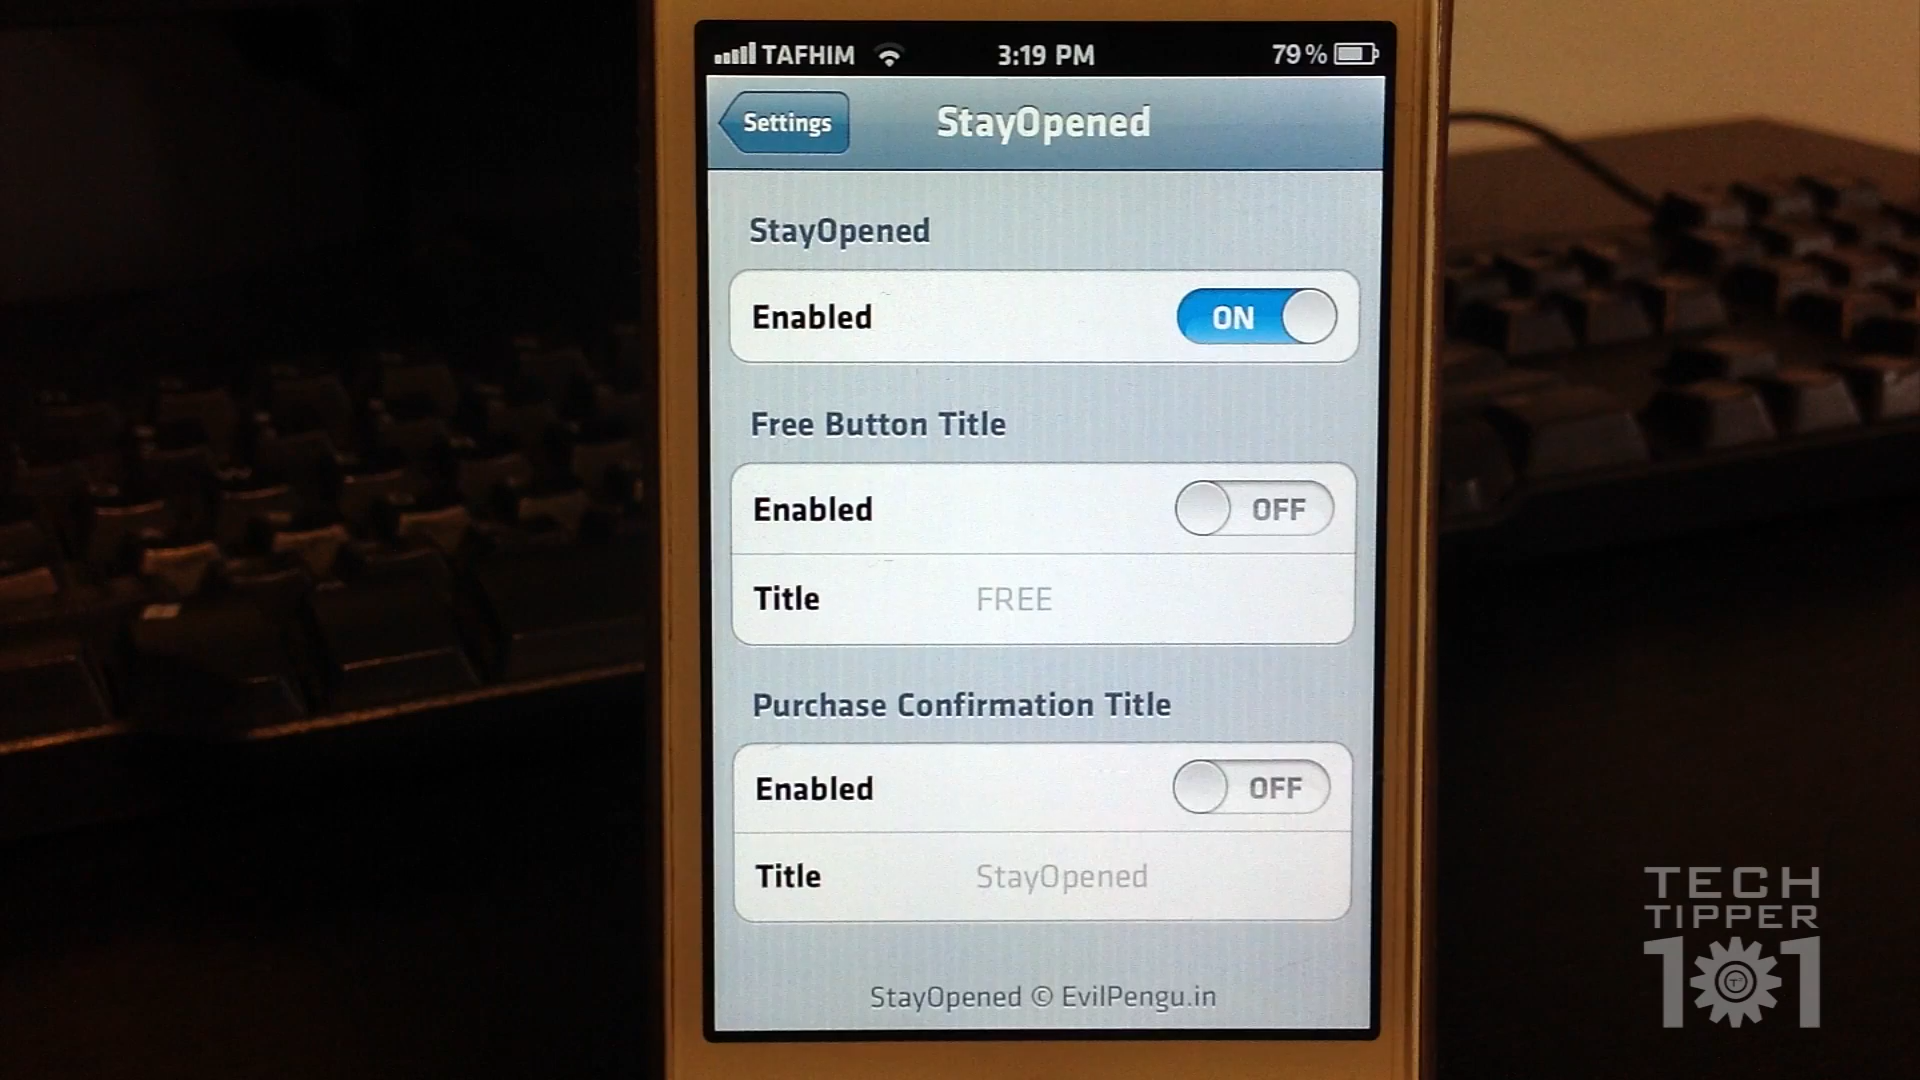 TAFHIM 3:19 PM 79%
Settings StayOpened
StayOpened
Enabled ON
Free Button Title
Enabled OFF
Title FREE
Purchase Confirmation Title
Enabled OFF
Title StayOpened
StayOpened © EvilPengu.in
TECH
TIPPER
101